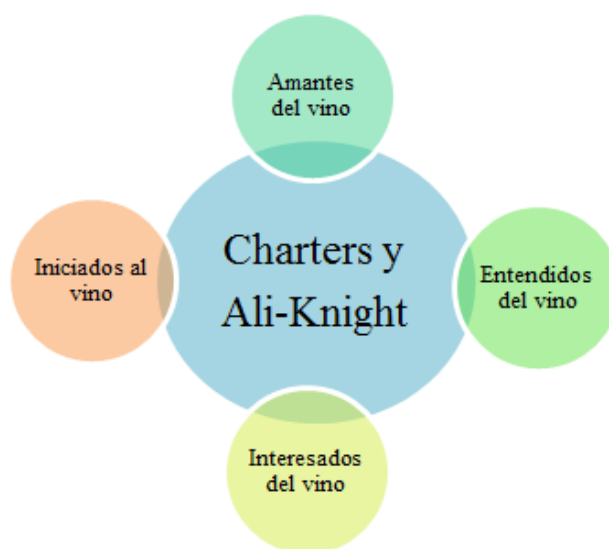 Amantes
del vino
Charters y
Ali-Knight
Iniciados al
vino
Entendidos
del vino
Interesados
del vino